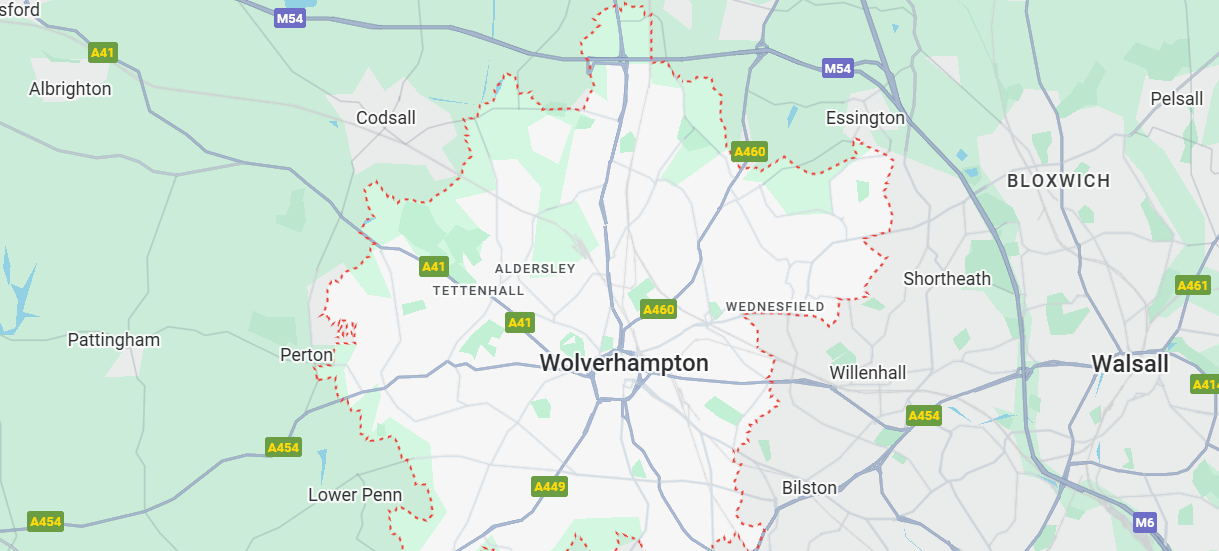 sford
M54
A41
M54
Albrighton
Pelsall
Codsall
Essington
A460
BLOXWICH
A41
ALDERSLEY
Shortheath
A461
TETTENHALL
A460
WEDNESFIELD
A41
Pattingham
Perton
Wolverhampton
Willenhall
Walsall
A414
A454
A454
A449
Bilston
Lower Penn
A454
M6